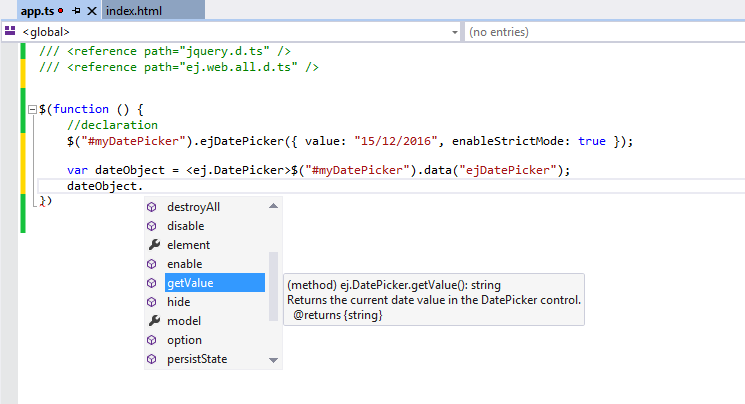 app.ts index.html
<global> (no entries)
/// <reference path="jquery.d.ts" />
/// <reference path="ej.web.all.d.ts" />
$(function () {
//declaration
$("#myDatePicker").ejDatePicker({ value: "15/12/2016", enableStrictMode: true });
var dateObject = <ej.DatePicker>$("#myDatePicker").data("ejDatePicker");
dateObject.
})
destroyAll
disable
element
enable
getValue
hide
model
option
persistState
(method) ej.DatePicker.getValue(): string
Returns the current date value in the DatePicker control.
@returns {string}